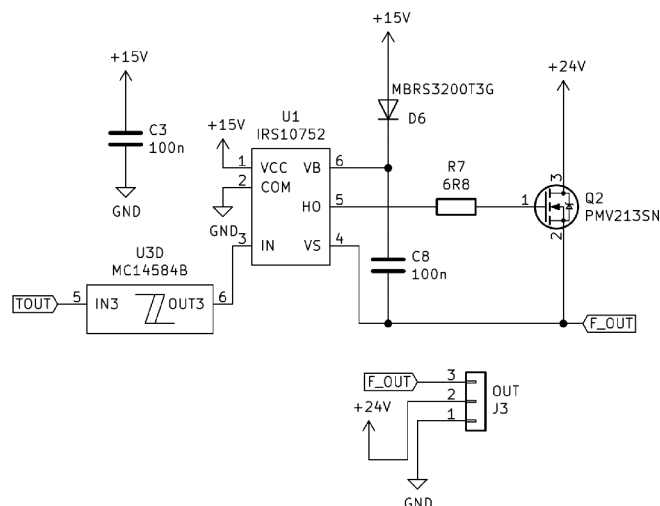 +15V
+15V
+24V
MBRS3200T3G
D6
C3
100n
GND
+15V
U1
IRS10752
1 VCC VB 6
2 COM
HO 5
3 IN VS 4
GND
R7
6R8
1
3
2
Q2
PMV213SN
C8
100n
U3D
MC14584B
TOUT 5 IN3 OUT3 6
F_OUT
F_OUT 3
+24V 2
1
OUT
J3
GND